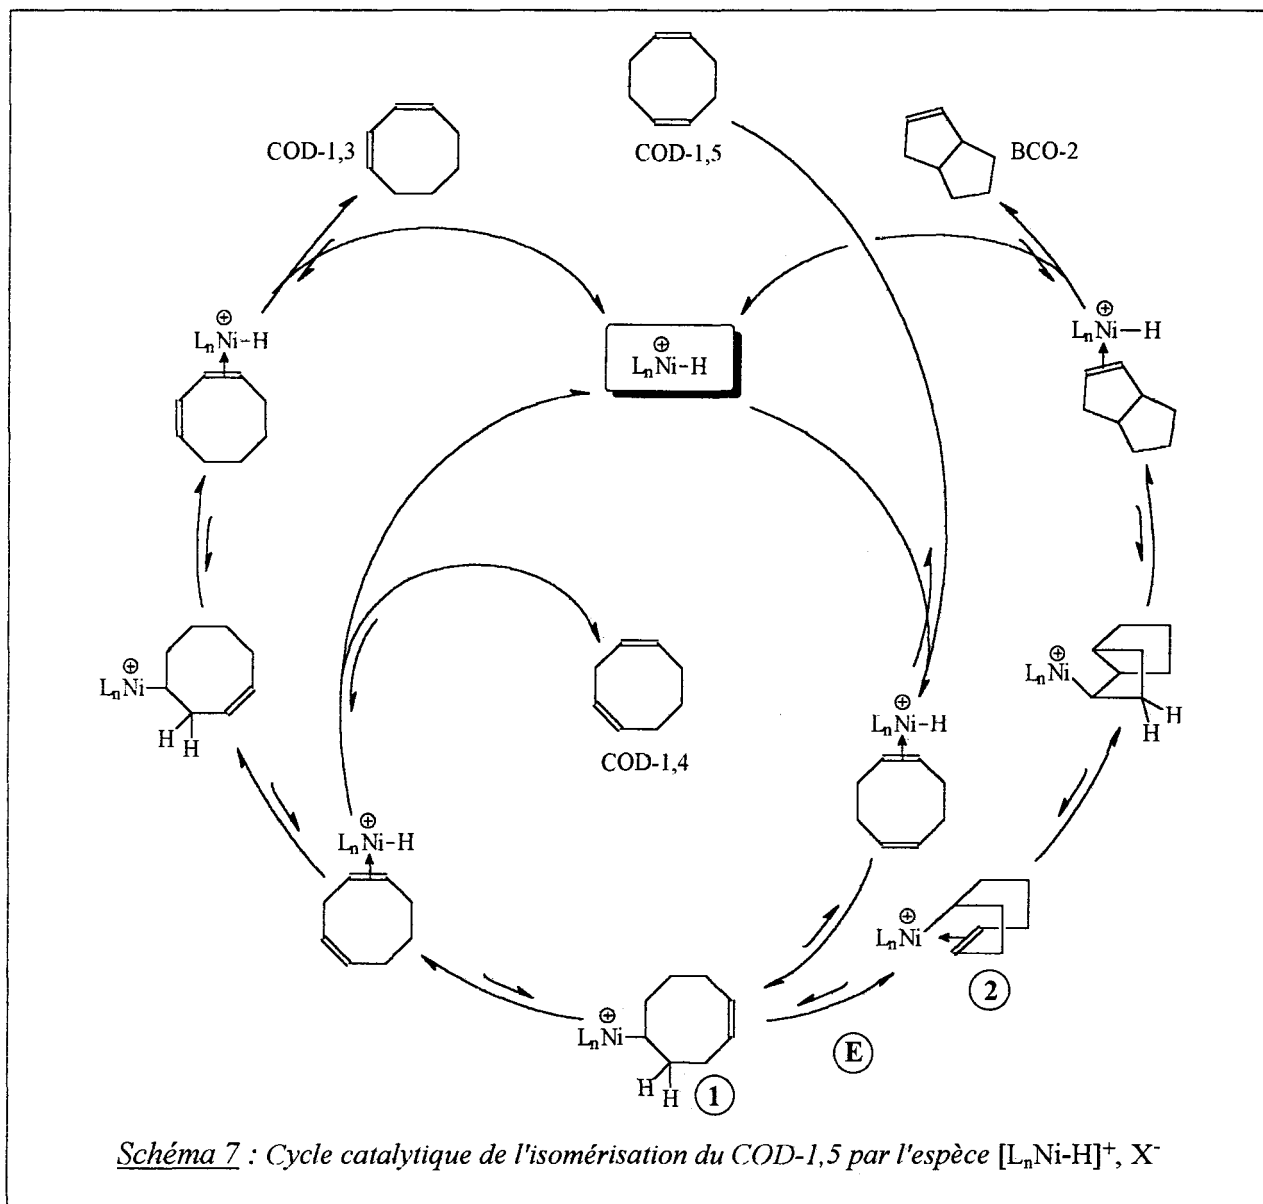 COD-1,5
COD-1,3
BCO-2
⊕
LnNi-H
⊕
LnNi-H
⊕
LnNi-H
⊕
LnNi
H H
⊕
LnNi
H
H
COD-1,4
⊕
LnNi-H
⊕
LnNi-H
⊕
LnNi
2
⊕
LnNi
H
H
1
E
Schéma 7 : Cycle catalytique de l'isomérisation du COD-1,5 par l'espèce [LnNi-H]+, X-